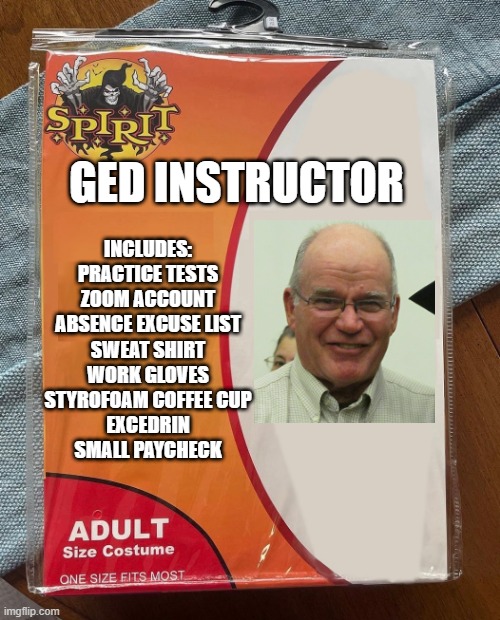 SPIRIT
GED INSTRUCTOR
INCLUDES:
PRACTICE TESTS
ZOOM ACCOUNT
ABSENCE EXCUSE LIST
SWEAT SHIRT
WORK GLOVES
STYROFOAM COFFEE CUP
EXCEDRIN
SMALL PAYCHECK
ADULT
Size Costume
ONE SIZE FITS MOST
imgflip.com